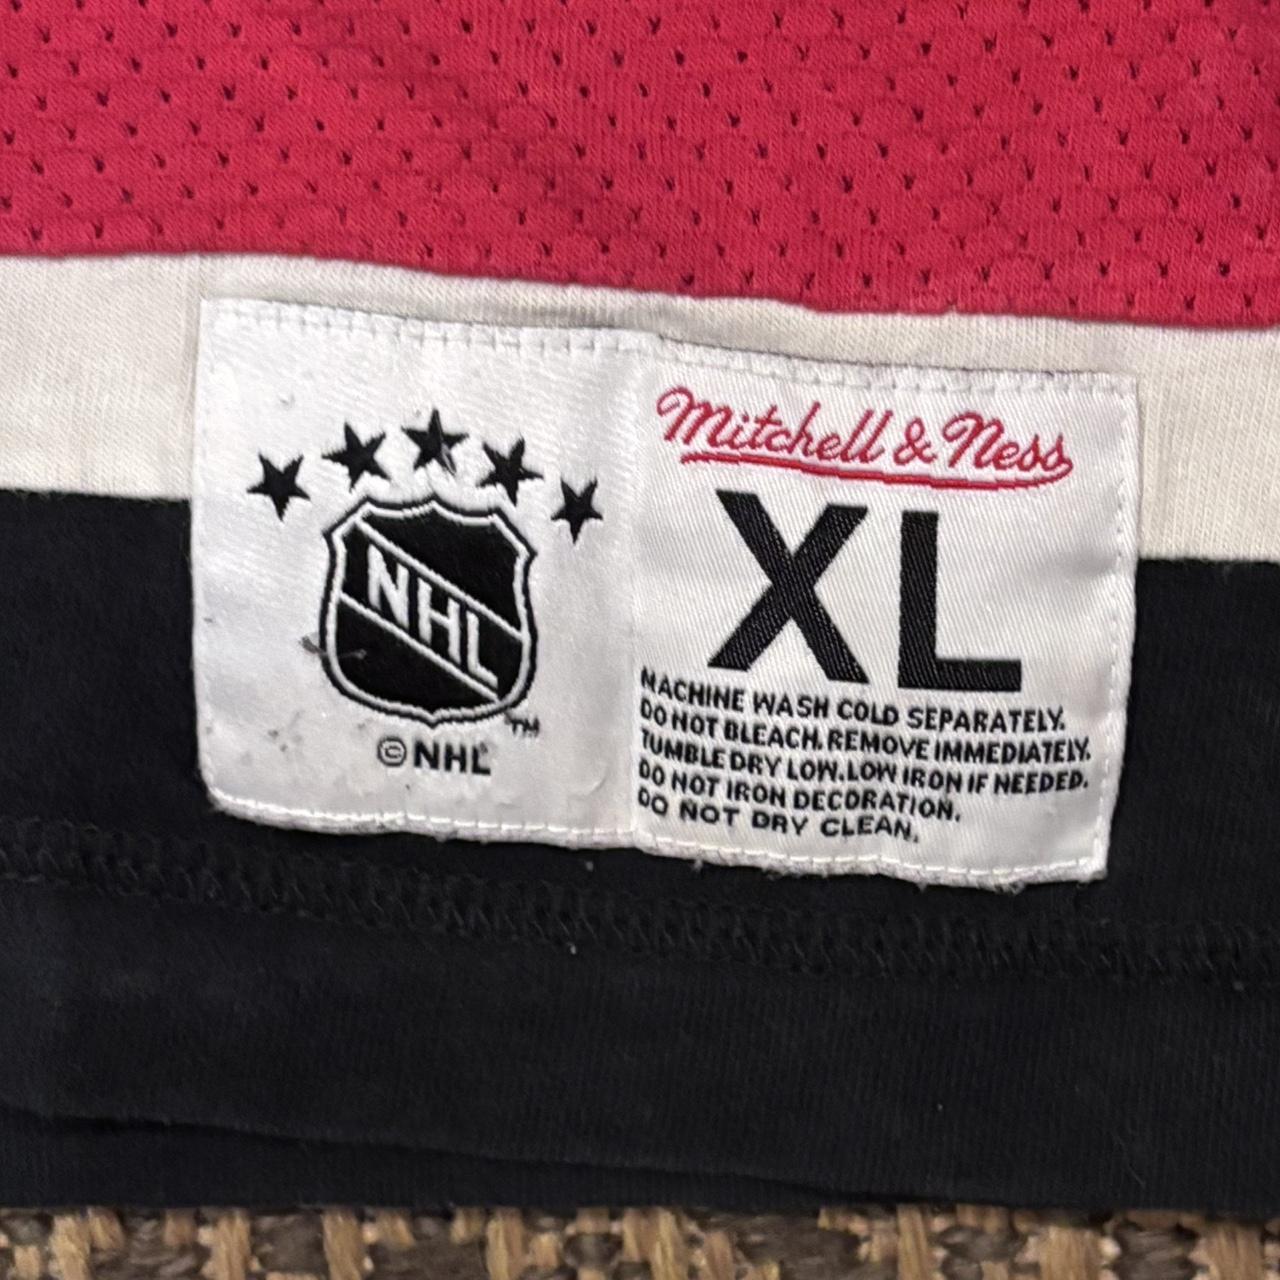 NHL
TM
©NHL
Mitchell & Ness
XL
MACHINE WASH COLD SEPARATELY.
DO NOT BLEACH. REMOVE IMMEDIATELY.
TUMBLE DRY LOW. LOW IRON IF NEEDED.
DO NOT IRON DECORATION.
DO NOT DRY CLEAN.